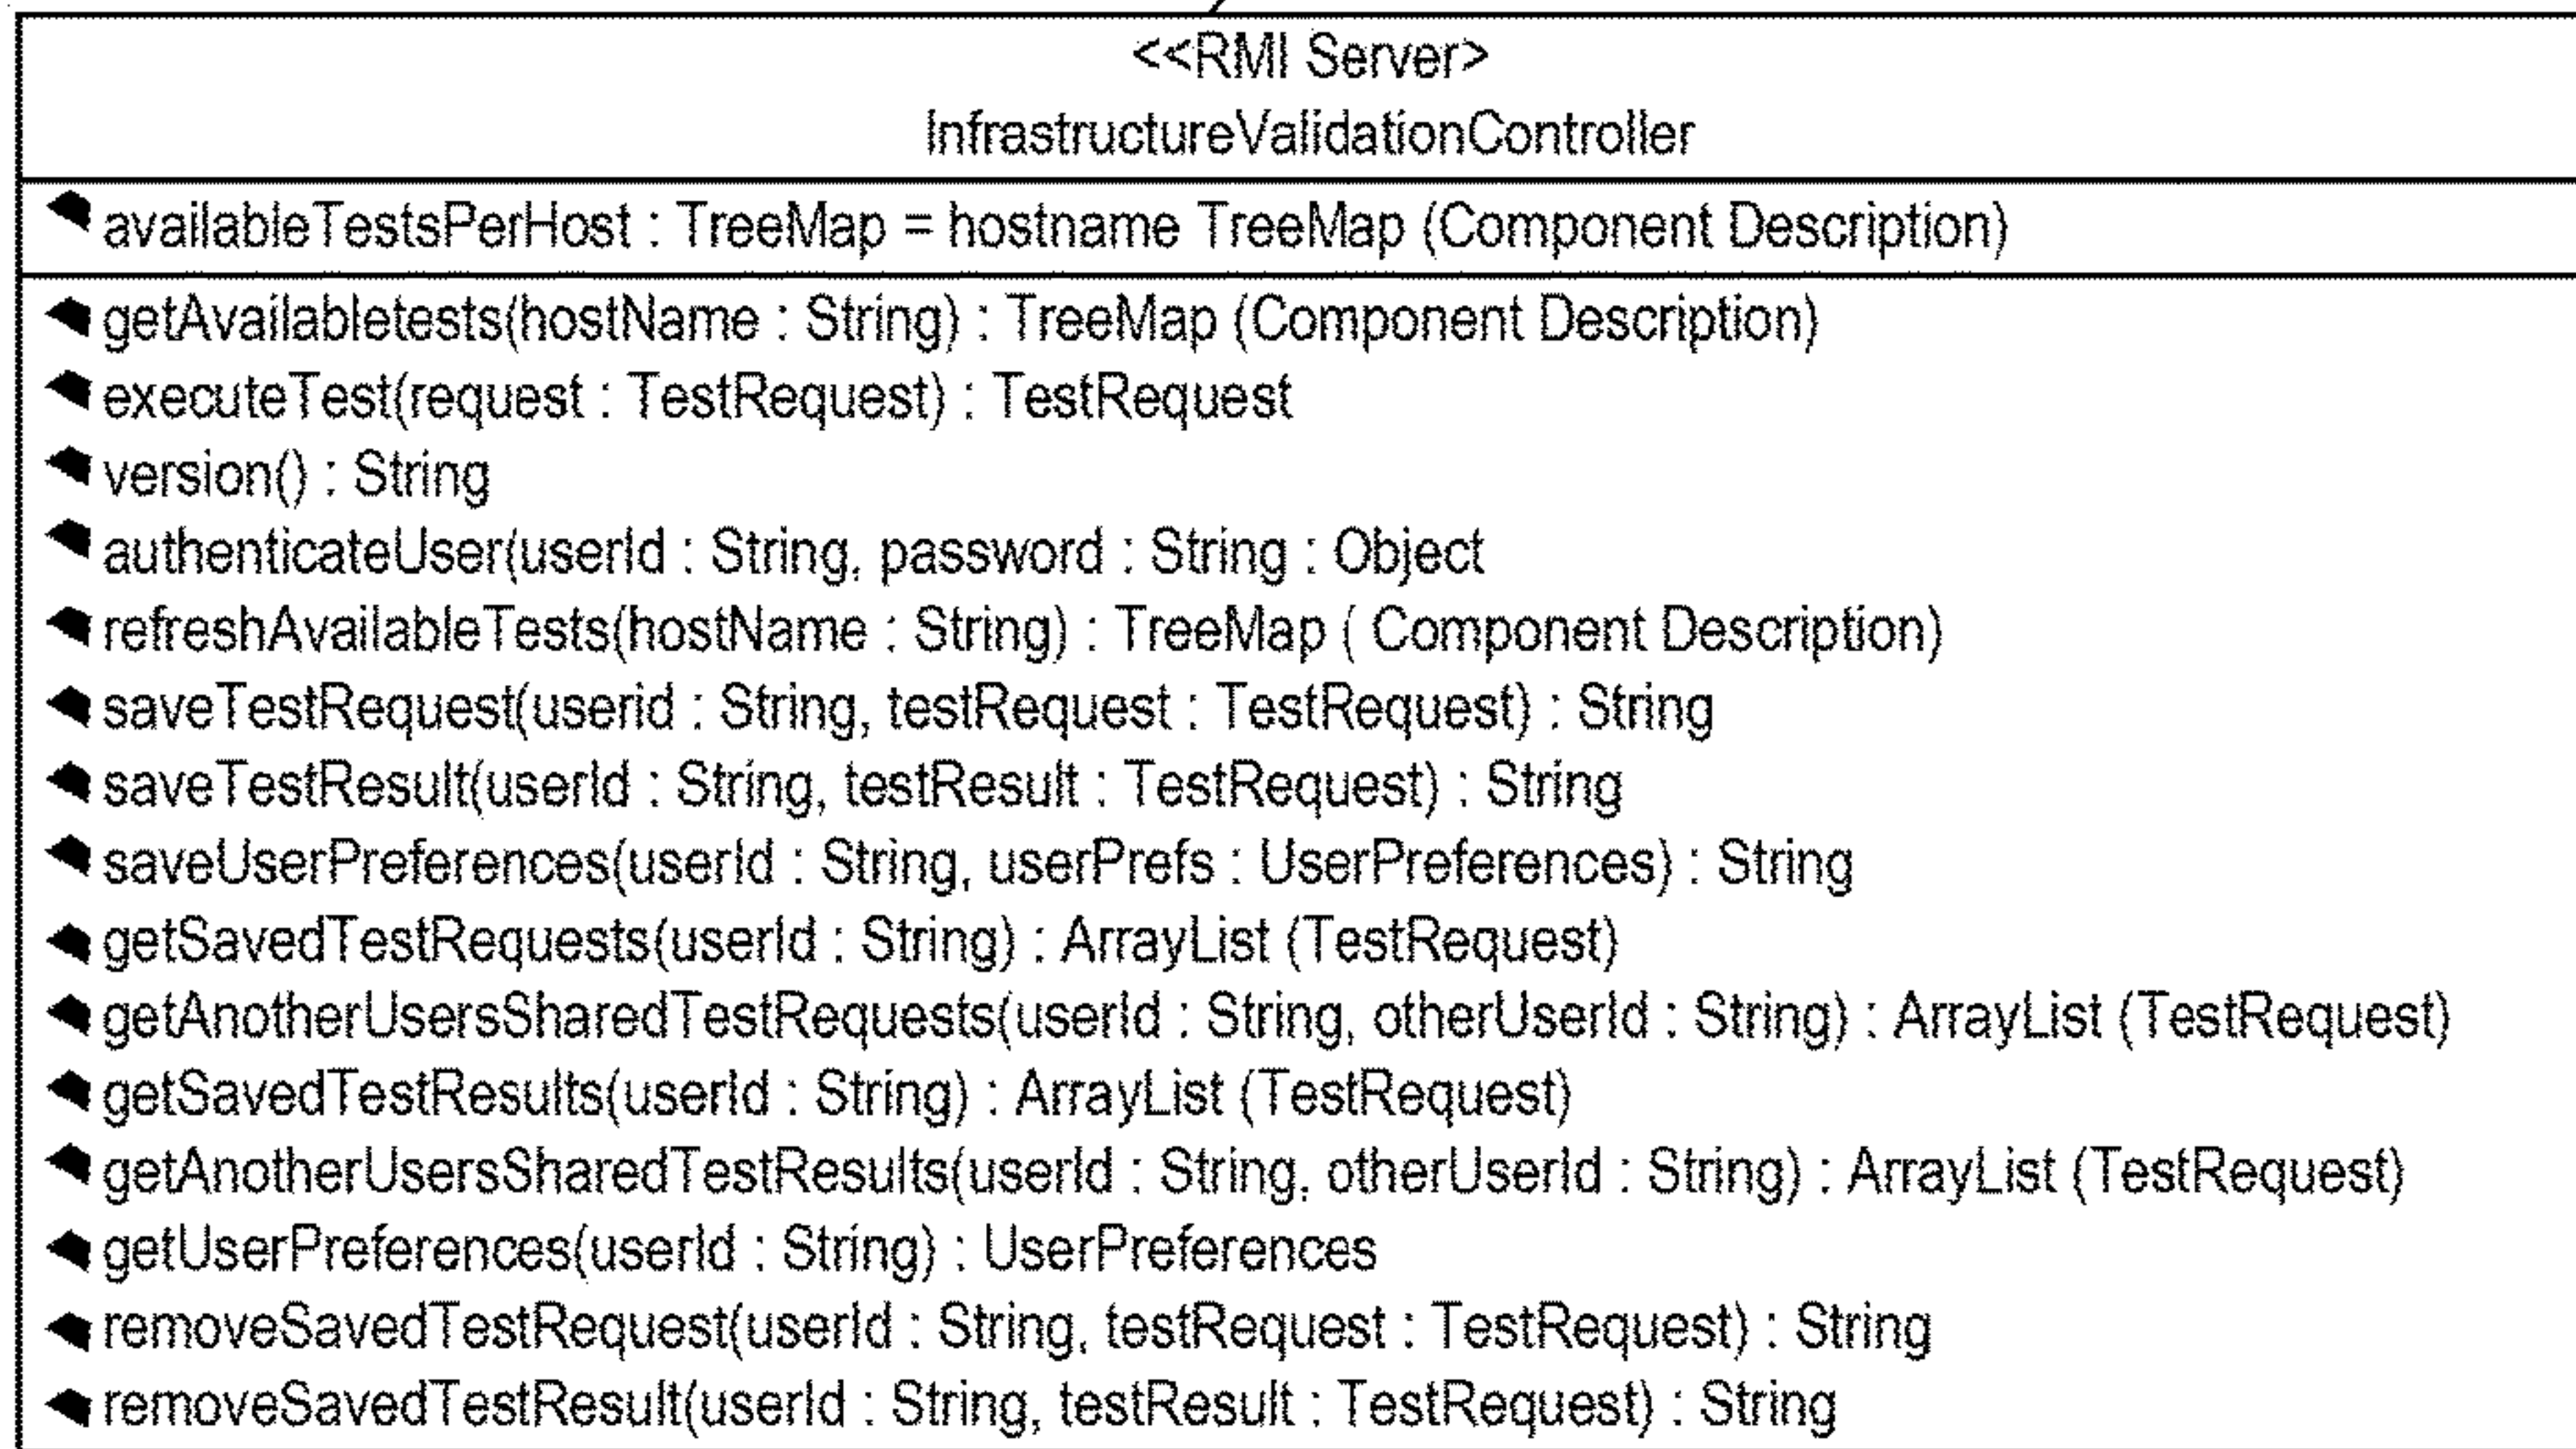 <<RMI Server>
InfrastructureValidationController
availableTestsPerHost : TreeMap = hostname TreeMap (Component Description)
getAvailabletests(hostName : String) : TreeMap (Component Description)
executeTest(request : TestRequest) : TestRequest
version() : String
authenticateUser(userId : String, password : String : Object
refreshAvailableTests(hostName : String) : TreeMap ( Component Description)
saveTestRequest(userid : String, testRequest : TestRequest) : String
saveTestResult(userId : String, testResult : TestRequest) : String
saveUserPreferences(userId : String, userPrefs : UserPreferences) : String
getSavedTestRequests(userId : String) : ArrayList (TestRequest)
getAnotherUsersSharedTestRequests(userId : String, otherUserId : String) : ArrayList (TestRequest)
getSavedTestResults(userId : String) : ArrayList (TestRequest)
getAnotherUsersSharedTestResults(userId : String, otherUserId : String) : ArrayList (TestRequest)
getUserPreferences(userId : String) : UserPreferences
removeSavedTestRequest(userId : String, testRequest : TestRequest) : String
removeSavedTestResult(userId : String, testResult : TestRequest) : String